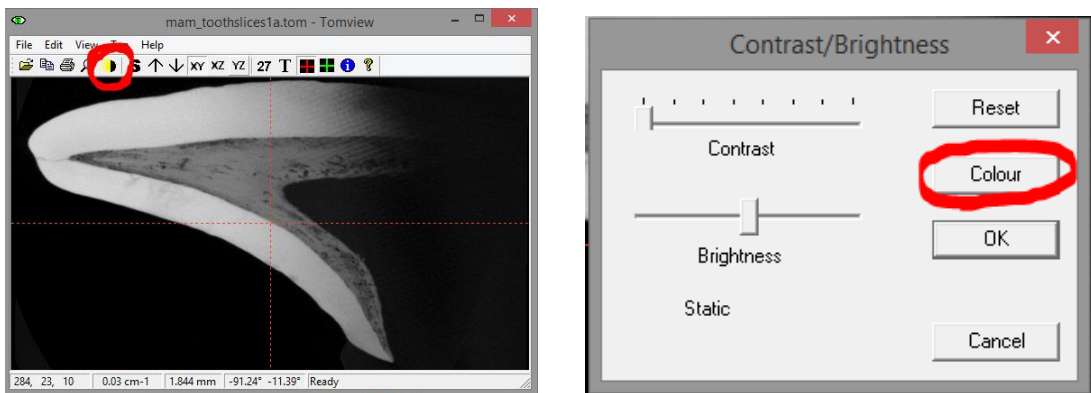 mam_toothslices1a.tom - Tomview
File Edit View Help
S XY XZ YZ 27 T
284, 23, 10 0.03 cm-1 1.844 mm -91.24° -11.39° Ready
Contrast/Brightness
Contrast
Reset
Colour
Brightness
OK
Static
Cancel